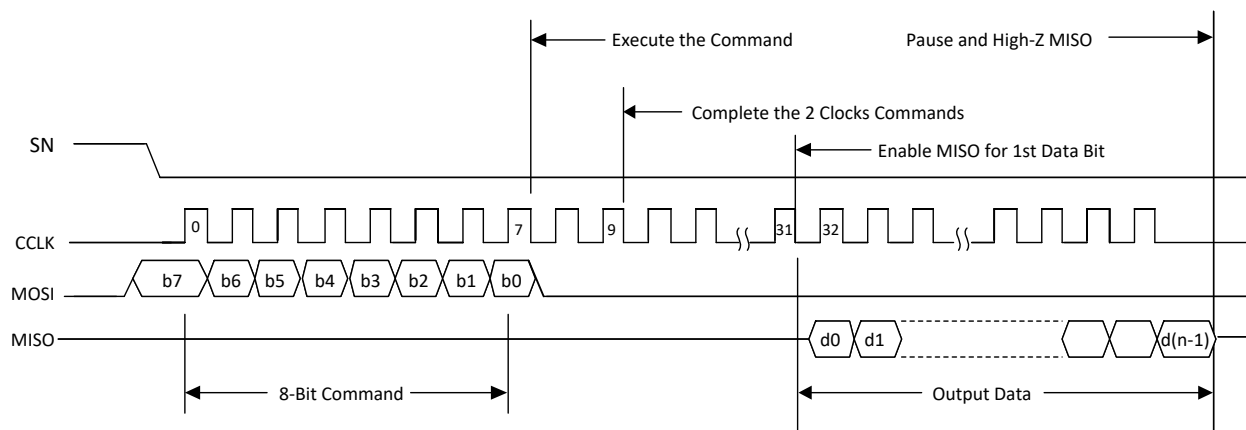 Execute the Command
Pause and High-Z MISO
Complete the 2 Clocks Commands
SN
Enable MISO for 1st Data Bit
CCLK
0 7 9 31 32
MOSI
b7 b6 b5 b4 b3 b2 b1 b0
MISO
d0 d1 d(n-1)
8-Bit Command
Output Data